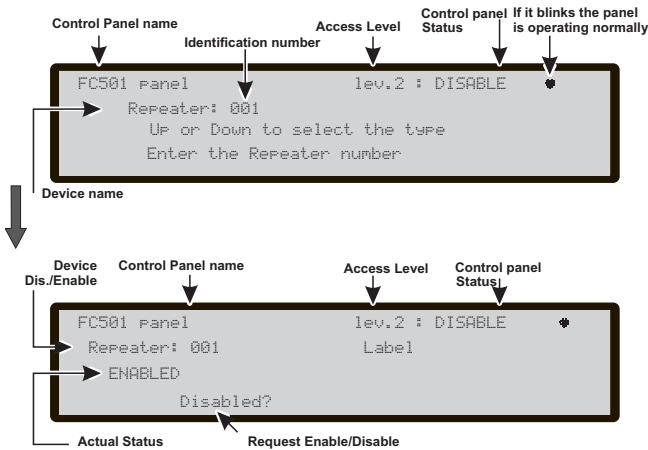 Control Panel name
Identification number
Access Level
Control panel
Status
If it blinks the panel
is operating normally
FC501 panel lev.2 : DISABLE
Repeater: 001
Up or Down to select the type
Enter the Repeater number
Device name
Device
Dis./Enable
Control Panel name
Access Level
Control panel
Status
FC501 panel lev.2 : DISABLE
Repeater: 001 Label
ENABLED
Disabled?
Actual Status
Request Enable/Disable